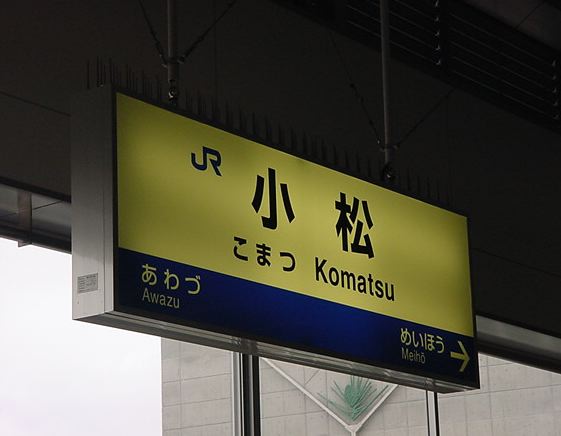 JR
小松
こまつ Komatsu
あわづ
Awazu
めいほう
Meihō
→